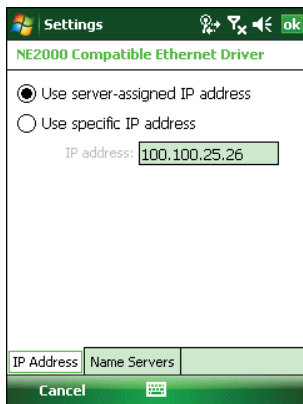 Settings
ok
NE2000 Compatible Ethernet Driver
Use server-assigned IP address
Use specific IP address
IP address: 100.100.25.26
IP Address Name Servers
Cancel